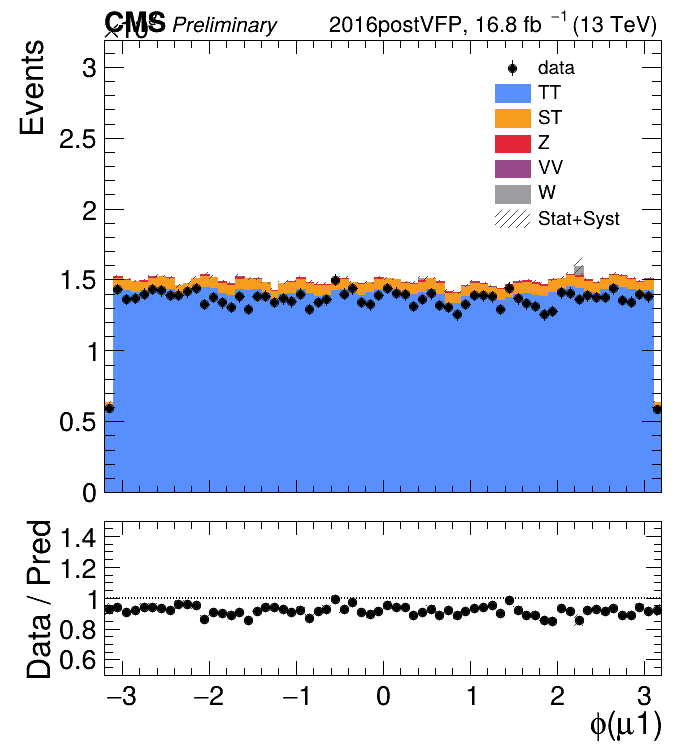 CMS Preliminary 2016postVFP, 16.8 fb⁻¹ (13 TeV)
Events
3
2.5
2
1.5
1
0.5
0
data
TT
ST
Z
VV
W
Stat+Syst
Data / Pred
1.4
1.2
1
0.8
0.6
−3 −2 −1 0 1 2 3
ϕ(μ1)